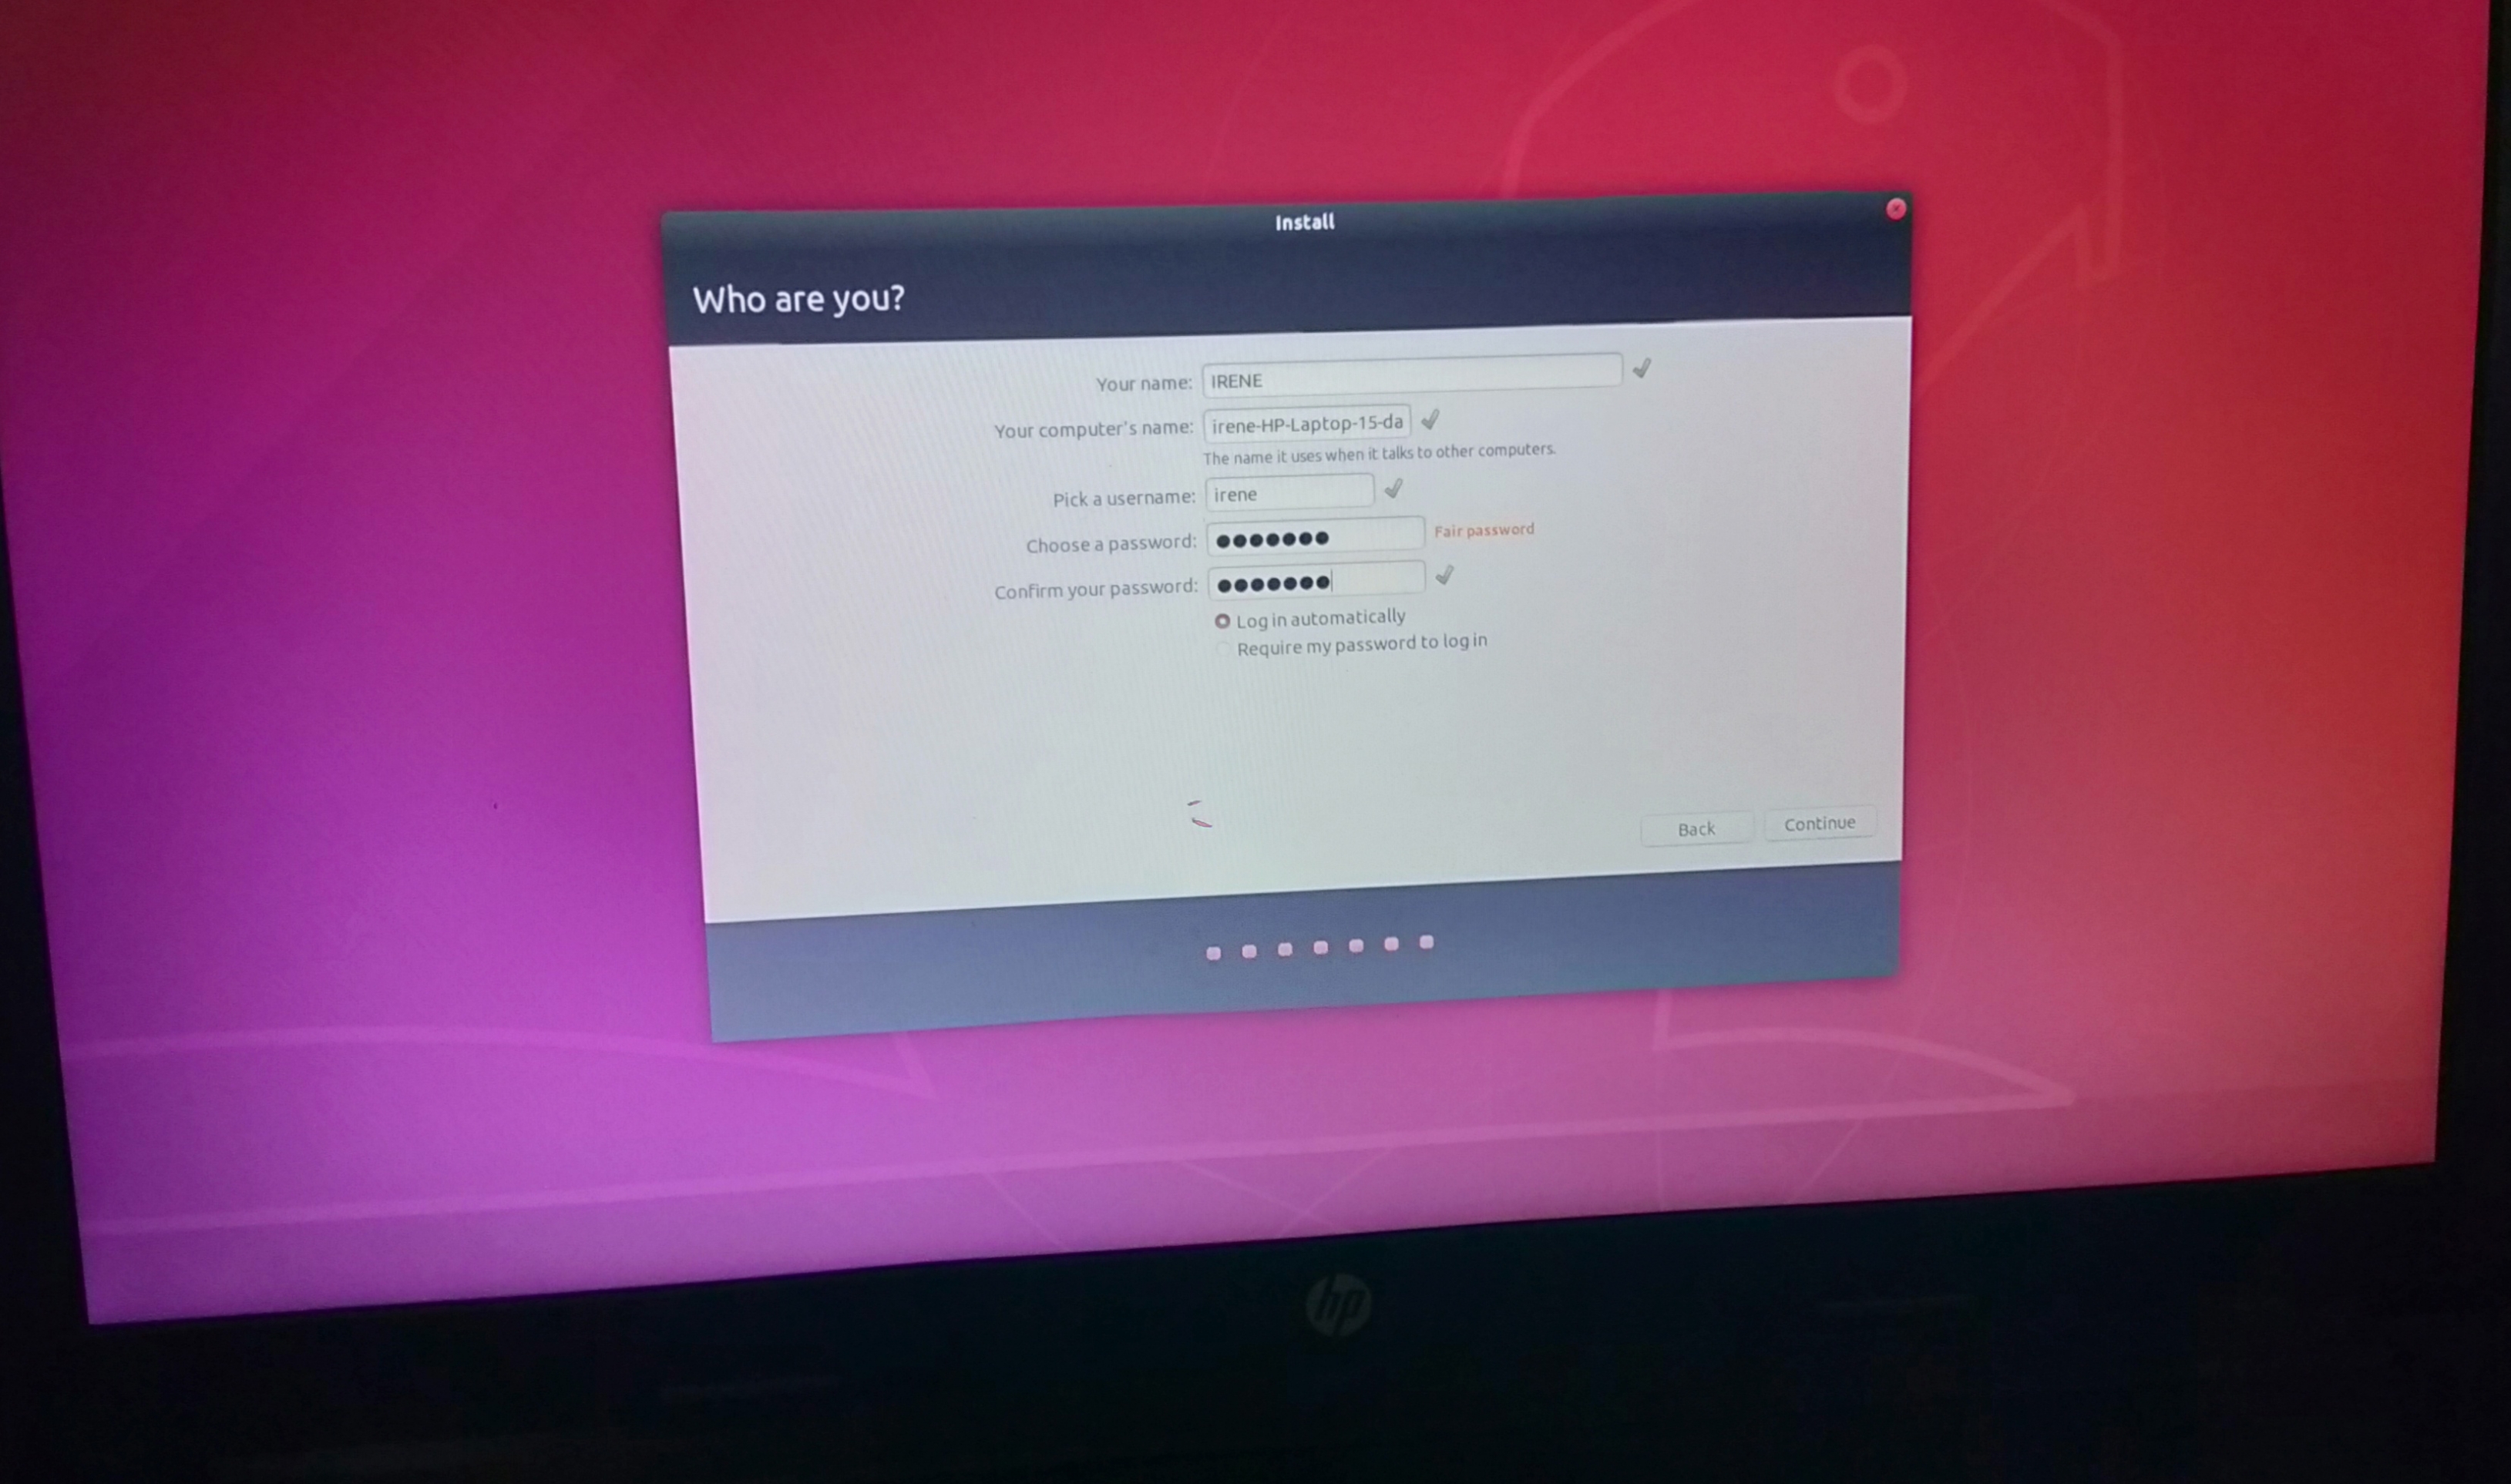 Install
Who are you?
Your name: IRENE
Your computer's name: irene-HP-Laptop-15-da
The name it uses when it talks to other computers.
Pick a username: irene
Choose a password: ●●●●●●● Fair password
Confirm your password: ●●●●●●●
Log in automatically
Require my password to log in
Back Continue
hp